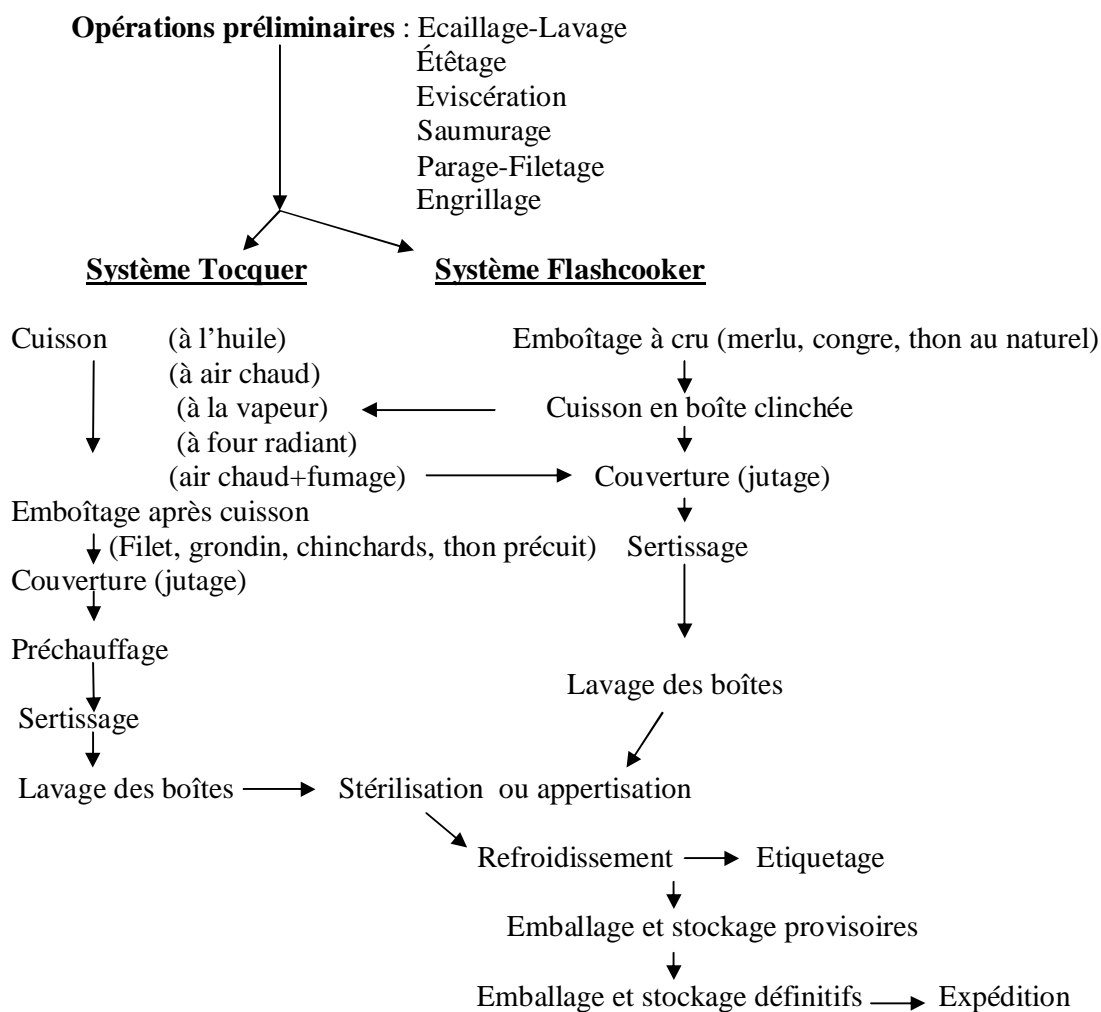 Opérations préliminaires : Ecaillage-Lavage
Étêtage
Eviscération
Saumurage
Parage-Filetage
Engrillage
Système Tocquer
Système Flashcooker
Cuisson (à l’huile)
Emboîtage à cru (merlu, congre, thon au naturel)
(à air chaud)
(à la vapeur)
Cuisson en boîte clinchée
(à four radiant)
(air chaud+fumage)
Couverture (jutage)
Emboîtage après cuisson
(Filet, grondin, chinchards, thon précuit)
Sertissage
Couverture (jutage)
Préchauffage
Lavage des boîtes
Sertissage
Lavage des boîtes
Stérilisation ou appertisation
Refroidissement
Etiquetage
Emballage et stockage provisoires
Emballage et stockage définitifs
Expédition